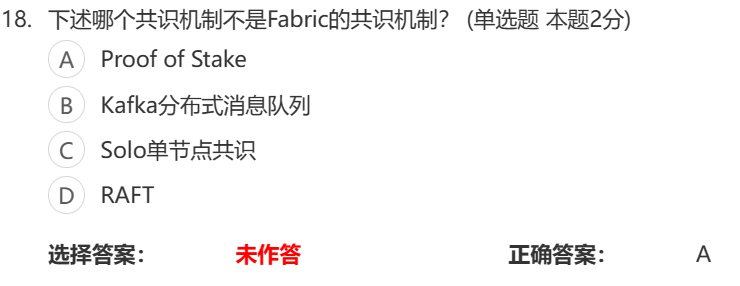 18. 下述哪个共识机制不是Fabric的共识机制? (单选题 本题2分)
A Proof of Stake
B Kafka分布式消息队列
C Solo单节点共识
D RAFT
选择答案: 未作答 正确答案: A